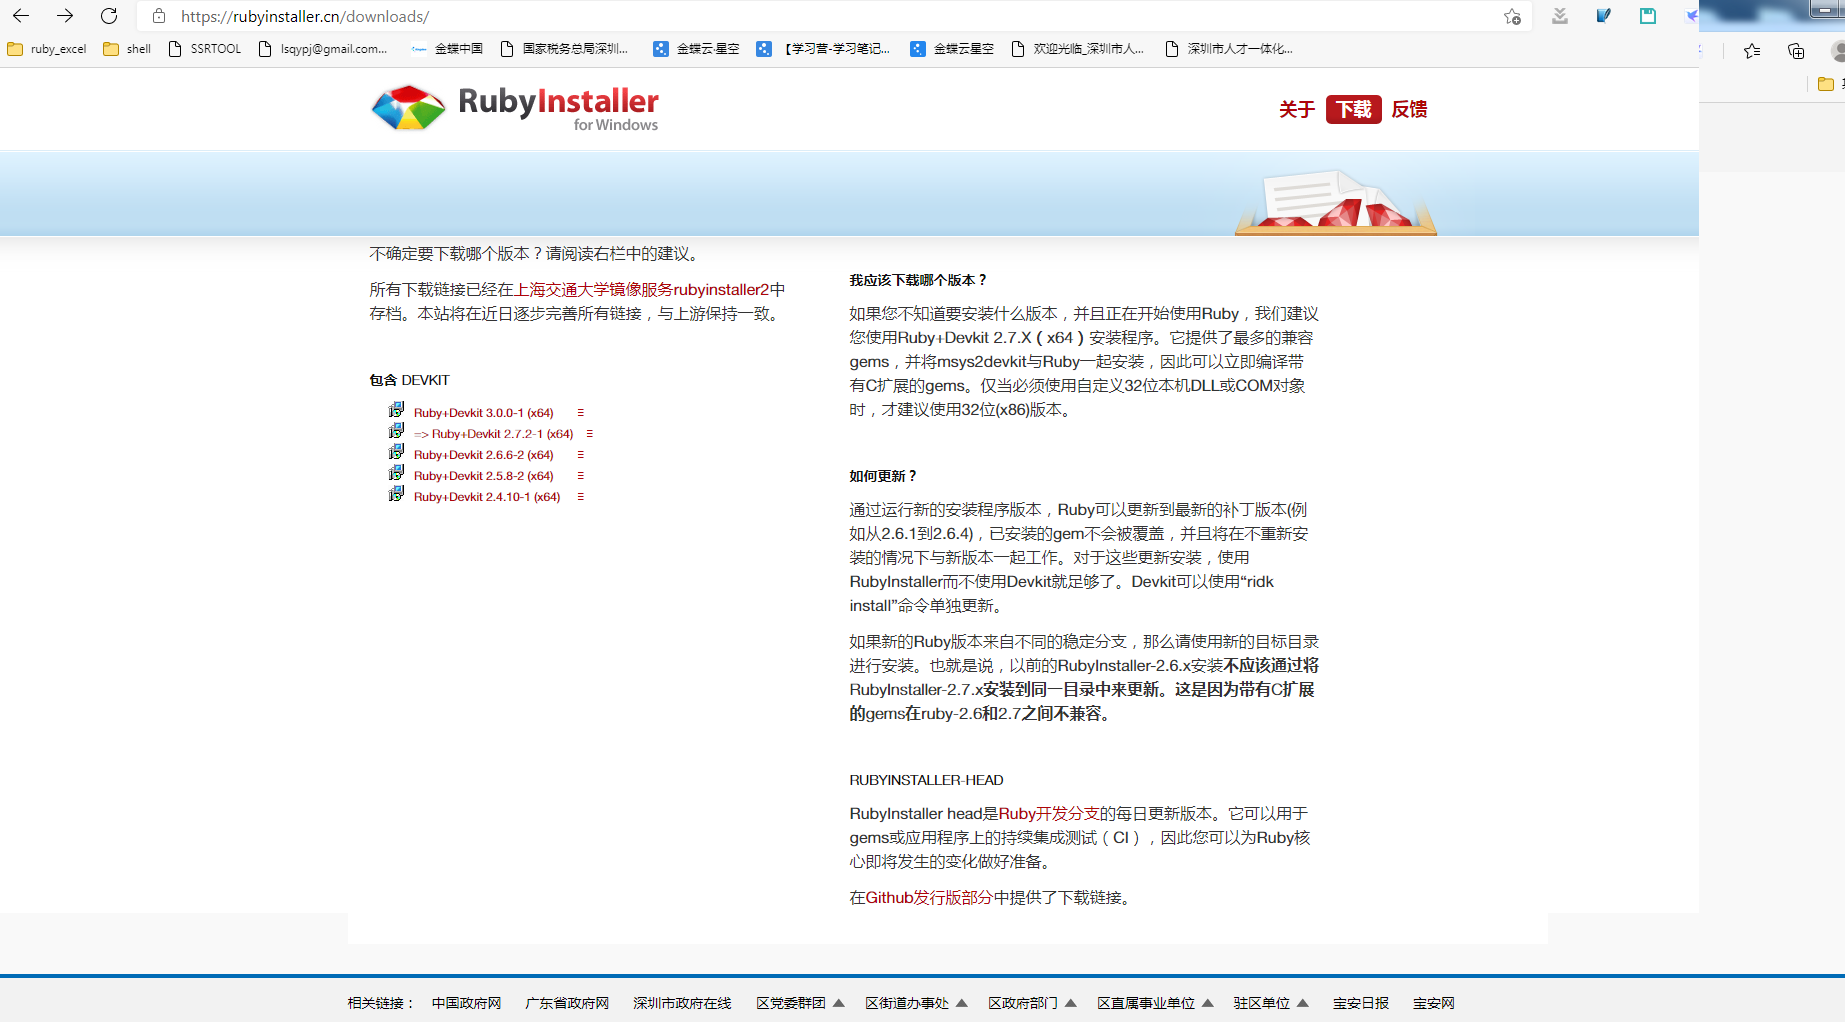 https://rubyinstaller.cn/downloads/
ruby_excel
shell
SSRTOOL
lsqypj@gmail.com...
金蝶中国
国家税务总局深圳...
金蝶云·星空
【学习营-学习笔记...
金蝶云星空
欢迎光临_深圳市人...
深圳市人才一体化...
RubyInstaller
for Windows
关于
下载
反馈
不确定要下载哪个版本？请阅读右栏中的建议。
所有下载链接已经在上海交通大学镜像服务rubyinstaller2中
存档。本站将在近日逐步完善所有链接，与上游保持一致。
包含 DEVKIT
Ruby+Devkit 3.0.0-1 (x64)
=> Ruby+Devkit 2.7.2-1 (x64)
Ruby+Devkit 2.6.6-2 (x64)
Ruby+Devkit 2.5.8-2 (x64)
Ruby+Devkit 2.4.10-1 (x64)
我应该下载哪个版本？
如果您不知道要安装什么版本，并且正在开始使用Ruby，我们建议
您使用Ruby+Devkit 2.7.X（x64）安装程序。它提供了最多的兼容
gems，并将msys2devkit与Ruby一起安装，因此可以立即编译带
有C扩展的gems。仅当必须使用自定义32位本机DLL或COM对象
时，才建议使用32位(x86)版本。
如何更新？
通过运行新的安装程序版本，Ruby可以更新到最新的补丁版本(例
如从2.6.1到2.6.4)，已安装的gem不会被覆盖，并且将在不重新安
装的情况下与新版本一起工作。对于这些更新安装，使用
RubyInstaller而不使用Devkit就足够了。Devkit可以使用“ridk
install”命令单独更新。
如果新的Ruby版本来自不同的稳定分支，那么请使用新的目标目录
进行安装。也就是说，以前的RubyInstaller-2.6.x安装不应该通过将
RubyInstaller-2.7.x安装到同一目录中来更新。这是因为带有C扩展
的gems在ruby-2.6和2.7之间不兼容。
RUBYINSTALLER-HEAD
RubyInstaller head是Ruby开发分支的每日更新版本。它可以用于
gems或应用程序上的持续集成测试（CI），因此您可以为Ruby核
心即将发生的变化做好准备。
在Github发行版部分中提供了下载链接。
相关链接：
中国政府网
广东省政府网
深圳市政府在线
区党委群团
区街道办事处
区政府部门
区直属事业单位
驻区单位
宝安日报
宝安网